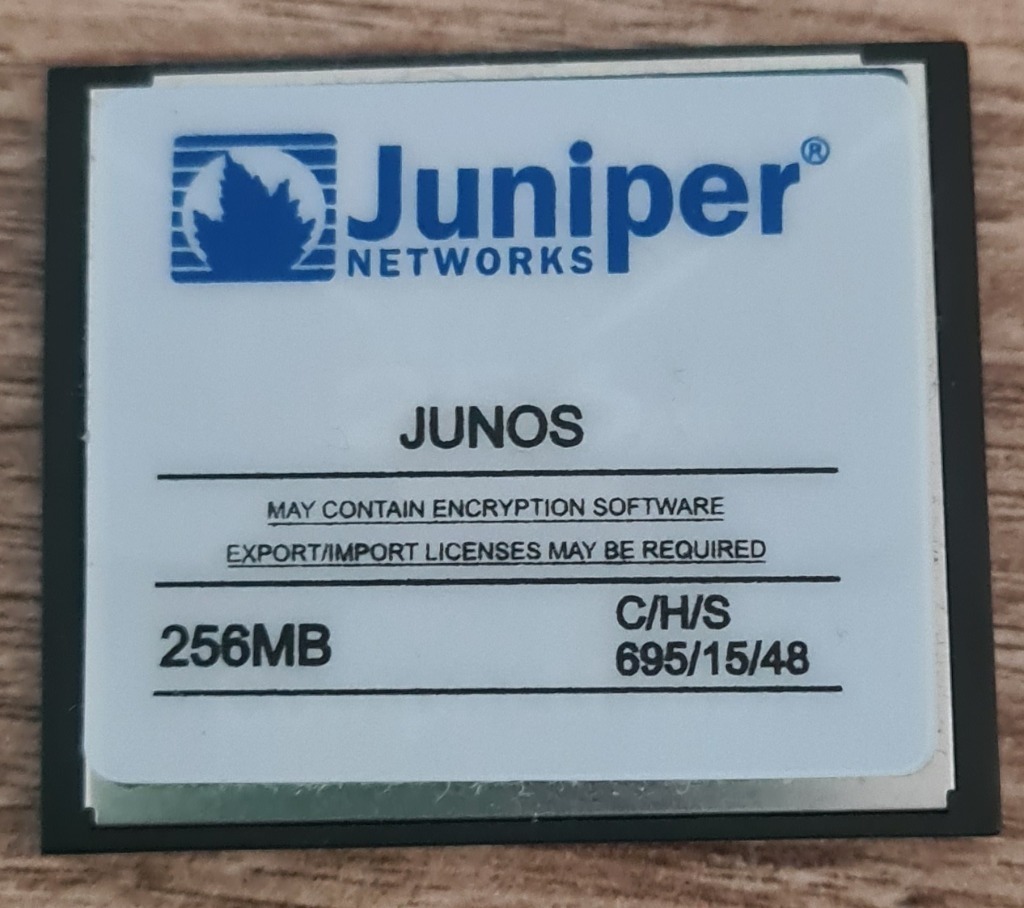 Juniper®
NETWORKS
JUNOS
MAY CONTAIN ENCRYPTION SOFTWARE
EXPORT/IMPORT LICENSES MAY BE REQUIRED
256MB
C/H/S
695/15/48